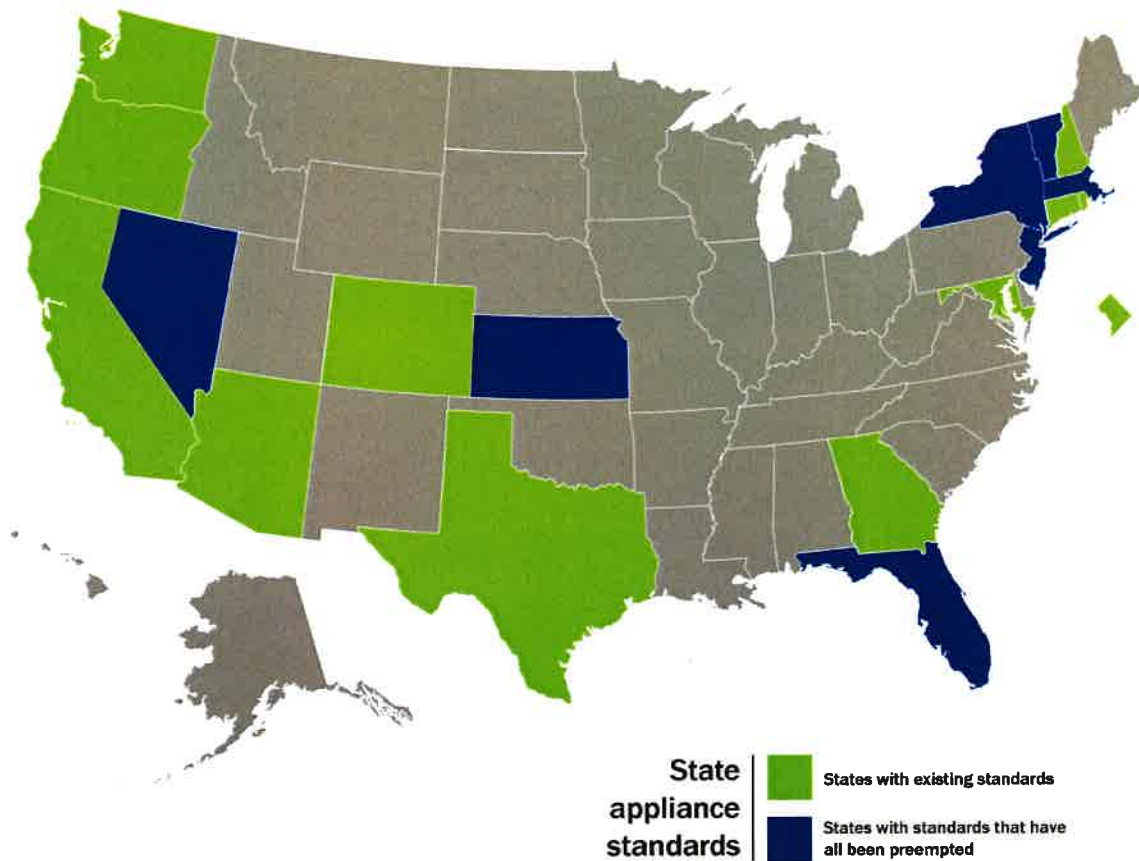 State
appliance
standards
States with existing standards
States with standards that have
all been preempted